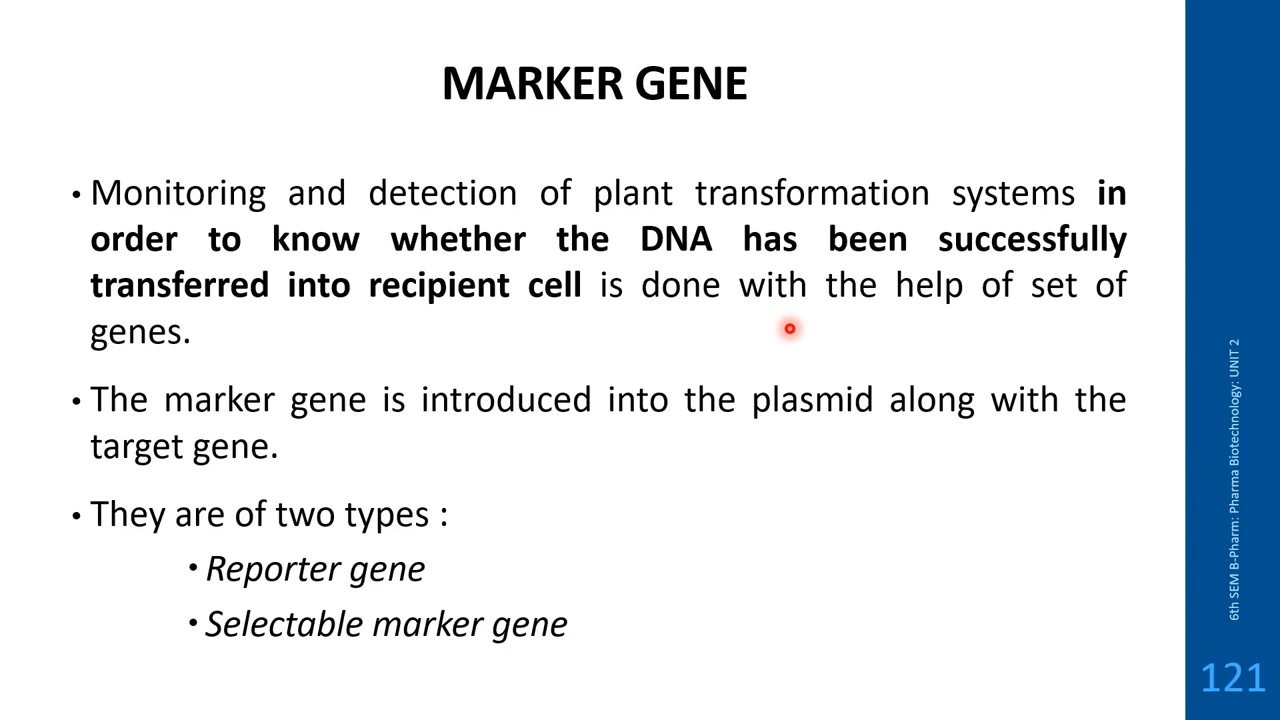 MARKER GENE
• Monitoring and detection of plant transformation systems in
order to know whether the DNA has been successfully
transferred into recipient cell is done with the help of set of
genes.
• The marker gene is introduced into the plasmid along with the
target gene.
• They are of two types :
• Reporter gene
• Selectable marker gene
6th SEM B-Pharm: Pharma Biotechnology: UNIT 2
121